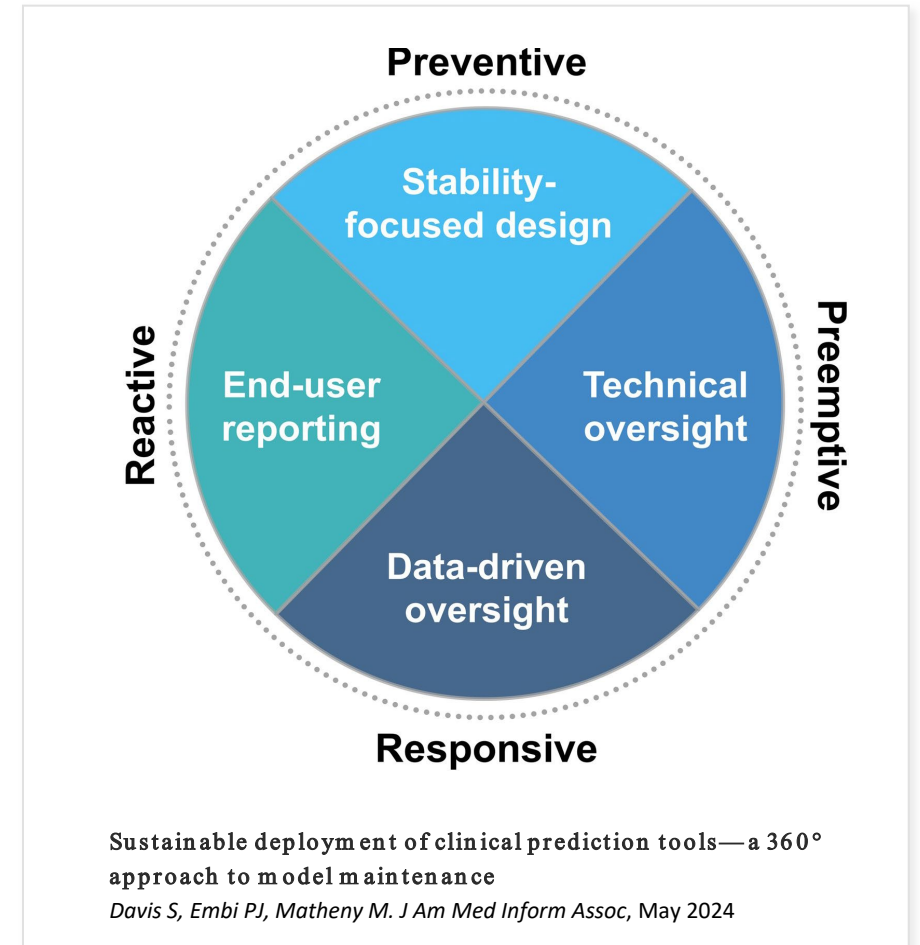 Preventive
Stability-
focused design
Reactive
End-user
reporting
Technical
oversight
Preemptive
Data-driven
oversight
Responsive
Sustainable deployment of clinical prediction tools—a 360°
approach to model maintenance
Davis S, Embi PJ, Matheny M. J Am Med Inform Assoc, May 2024